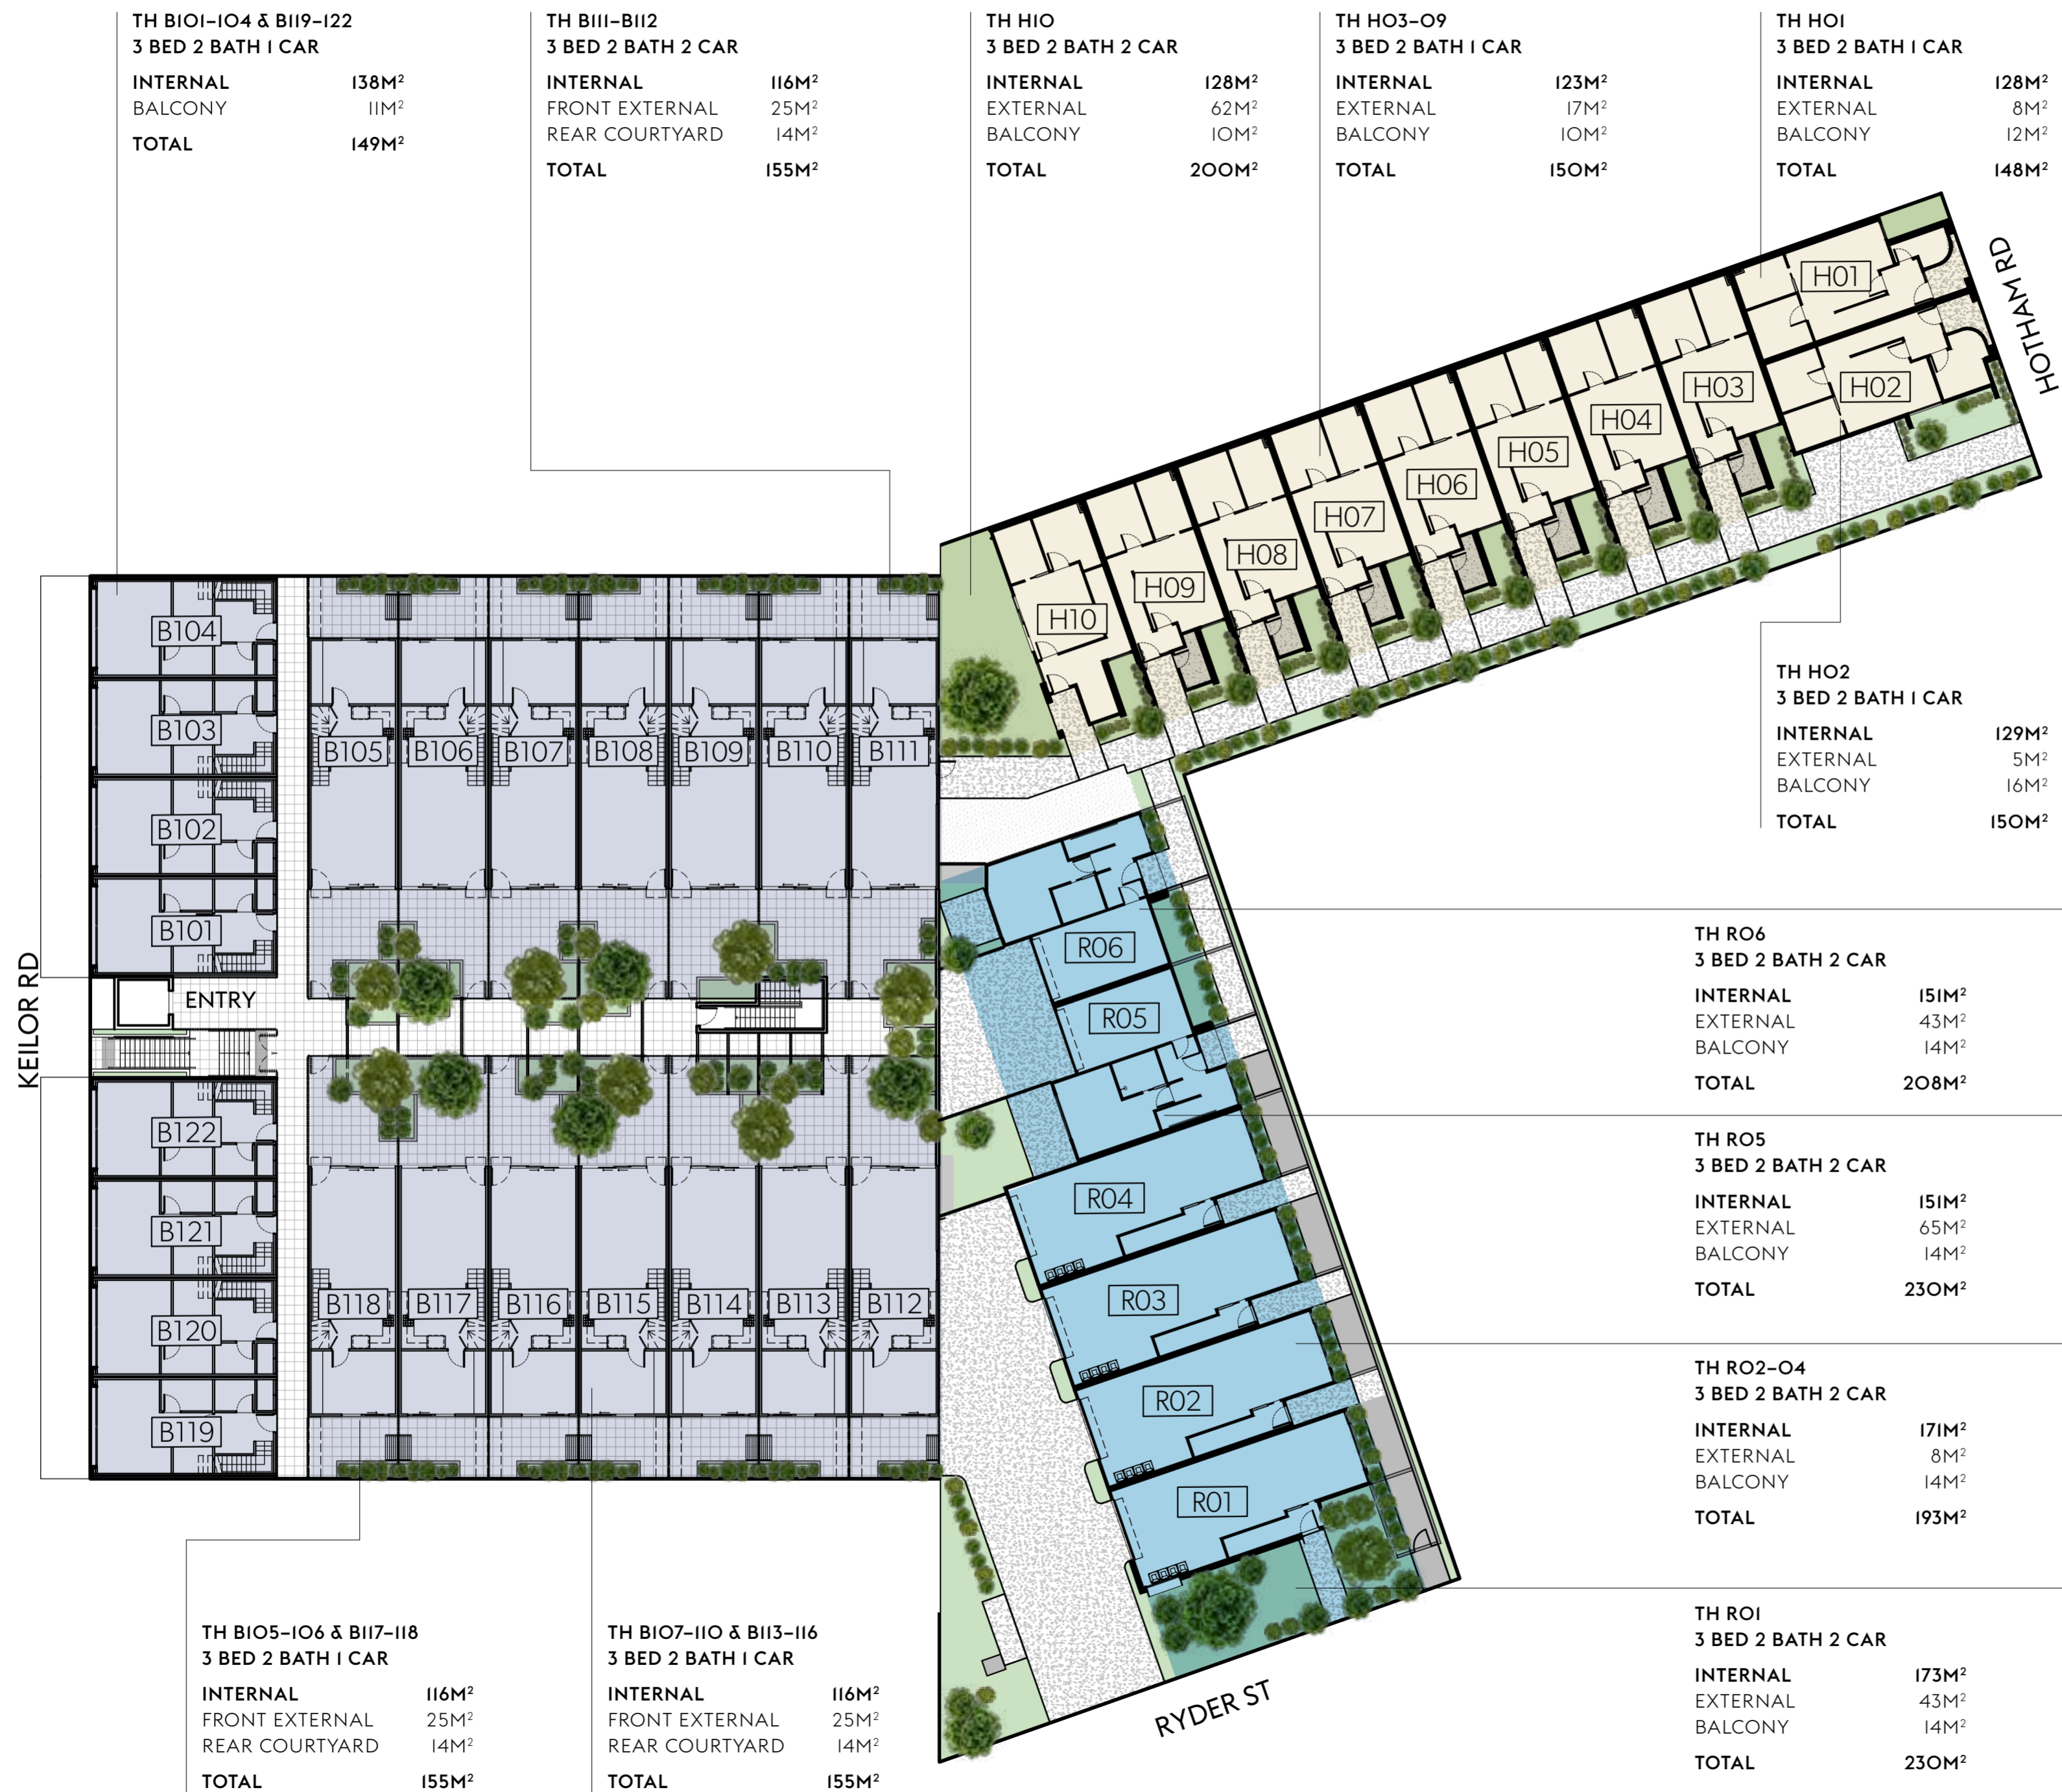 TH B101–104 & B119–122
3 BED 2 BATH 1 CAR
INTERNAL 138M²
BALCONY 11M²
TOTAL 149M²
TH B111–B112
3 BED 2 BATH 2 CAR
INTERNAL 116M²
FRONT EXTERNAL 25M²
REAR COURTYARD 14M²
TOTAL 155M²
TH H10
3 BED 2 BATH 2 CAR
INTERNAL 128M²
EXTERNAL 62M²
BALCONY 10M²
TOTAL 200M²
TH H03–09
3 BED 2 BATH 1 CAR
INTERNAL 123M²
EXTERNAL 17M²
BALCONY 10M²
TOTAL 150M²
TH H01
3 BED 2 BATH 1 CAR
INTERNAL 128M²
EXTERNAL 8M²
BALCONY 12M²
TOTAL 148M²
HOTHAM RD
H01
H02
H03
H04
H05
H06
H07
H08
H09
H10
TH H02
3 BED 2 BATH 1 CAR
INTERNAL 129M²
EXTERNAL 5M²
BALCONY 16M²
TOTAL 150M²
B104
B103
B102
B101
B105
B106
B107
B108
B109
B110
B111
KEILOR RD
ENTRY
B122
B121
B120
B119
B118
B117
B116
B115
B114
B113
B112
R06
R05
R04
R03
R02
R01
RYDER ST
TH R06
3 BED 2 BATH 2 CAR
INTERNAL 151M²
EXTERNAL 43M²
BALCONY 14M²
TOTAL 208M²
TH R05
3 BED 2 BATH 2 CAR
INTERNAL 151M²
EXTERNAL 65M²
BALCONY 14M²
TOTAL 230M²
TH R02–04
3 BED 2 BATH 2 CAR
INTERNAL 171M²
EXTERNAL 8M²
BALCONY 14M²
TOTAL 193M²
TH R01
3 BED 2 BATH 2 CAR
INTERNAL 173M²
EXTERNAL 43M²
BALCONY 14M²
TOTAL 230M²
TH B105–106 & B117–118
3 BED 2 BATH 1 CAR
INTERNAL 116M²
FRONT EXTERNAL 25M²
REAR COURTYARD 14M²
TOTAL 155M²
TH B107–110 & B113–116
3 BED 2 BATH 1 CAR
INTERNAL 116M²
FRONT EXTERNAL 25M²
REAR COURTYARD 14M²
TOTAL 155M²